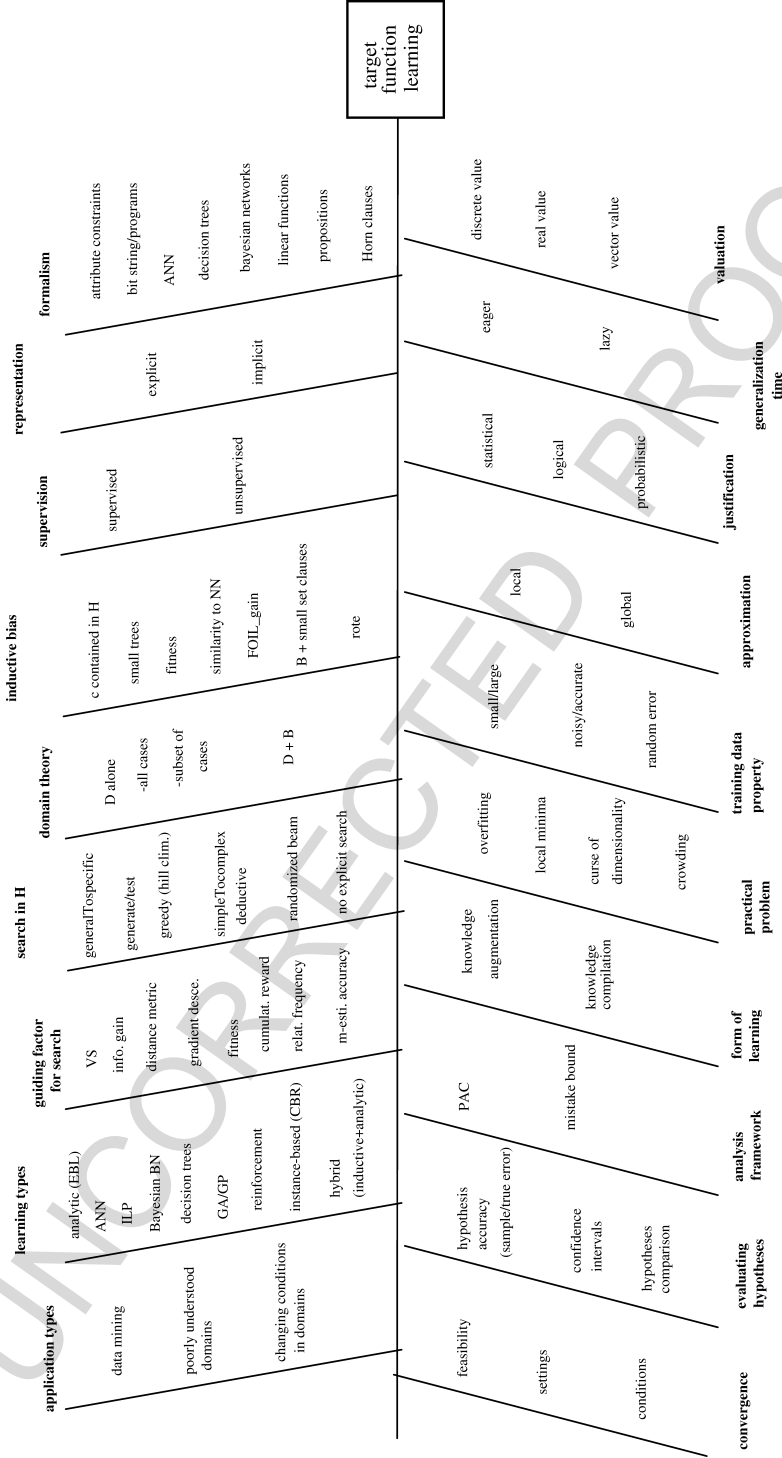 application types
data mining
poorly understood
domains
changing conditions
in domains
learning types
analytic (EBL)
ANN
ILP
Bayesian BN
decision trees
GA/GP
reinforcement
instance-based (CBR)
hybrid
(inductive+analytic)
guiding factor
for search
VS
info. gain
distance metric
gradient desce.
fitness
cumulat. reward
relat. frequency
m-esti. accuracy
search in H
generalTospecific
generate/test
greedy (hill clim.)
simpleTocomplex
deductive
randomized beam
no explicit search
domain theory
D alone
-all cases
-subset of
cases
D + B
inductive bias
c contained in H
small trees
fitness
similarity to NN
FOIL_gain
B + small set clauses
rote
supervision
supervised
unsupervised
representation
explicit
implicit
formalism
attribute constraints
bit string/programs
ANN
decision trees
bayesian networks
linear functions
propositions
Horn clauses
target
function
learning
feasibility
settings
conditions
convergence
hypothesis
accuracy
(sample/true error)
confidence
intervals
hypotheses
comparison
evaluating
hypotheses
PAC
mistake bound
analysis
framework
knowledge
augmentation
knowledge
compilation
form of
learning
overfitting
local minima
curse of
dimensionality
crowding
practical
problem
small/large
noisy/accurate
random error
training data
property
local
global
approximation
statistical
logical
probabilistic
justification
eager
lazy
generalization
time
discrete value
real value
vector value
valuation
UNCORRECTED PROO